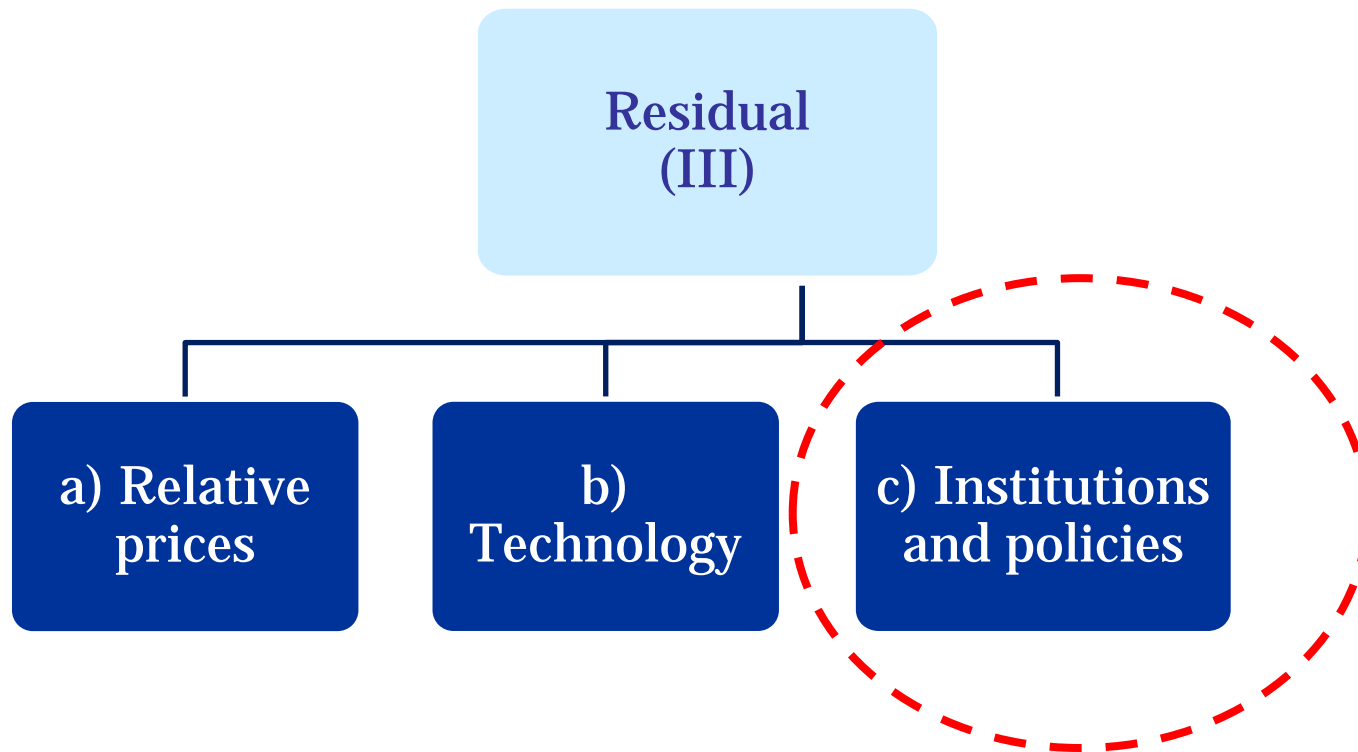 Residual
(III)
a) Relative
prices
b)
Technology
c) Institutions
and policies